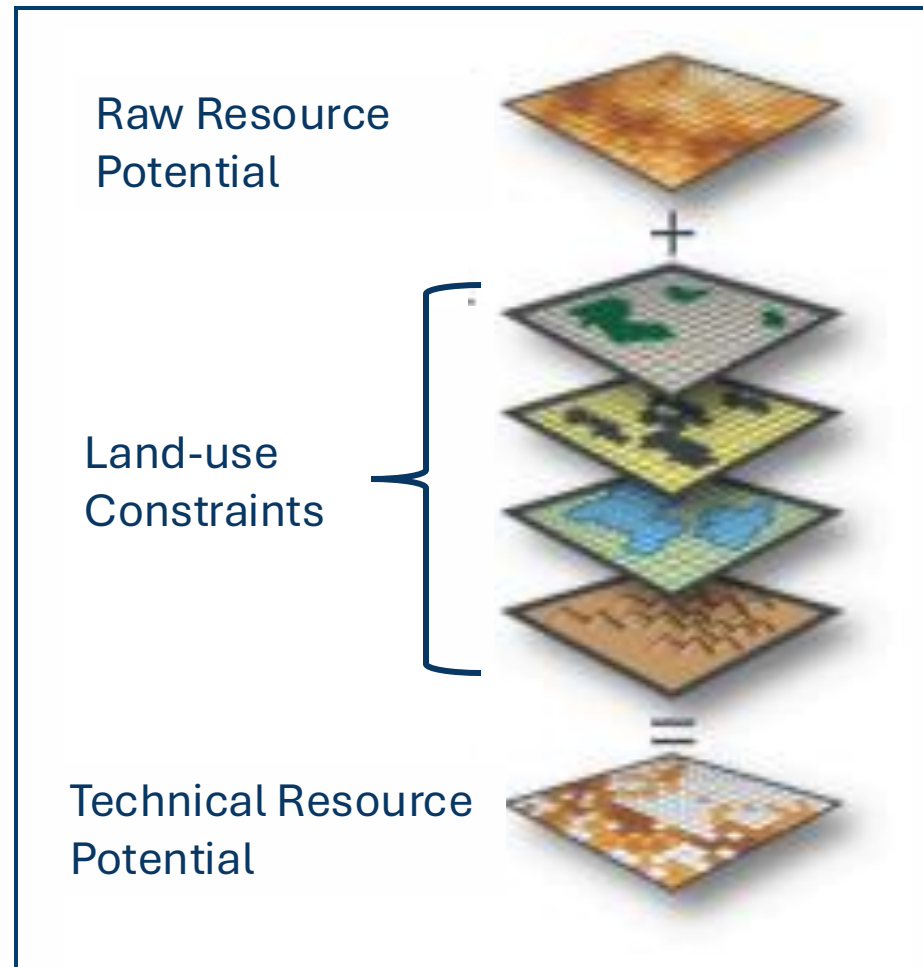 Raw Resource
Potential
+
Land-use
Constraints
=
Technical Resource
Potential